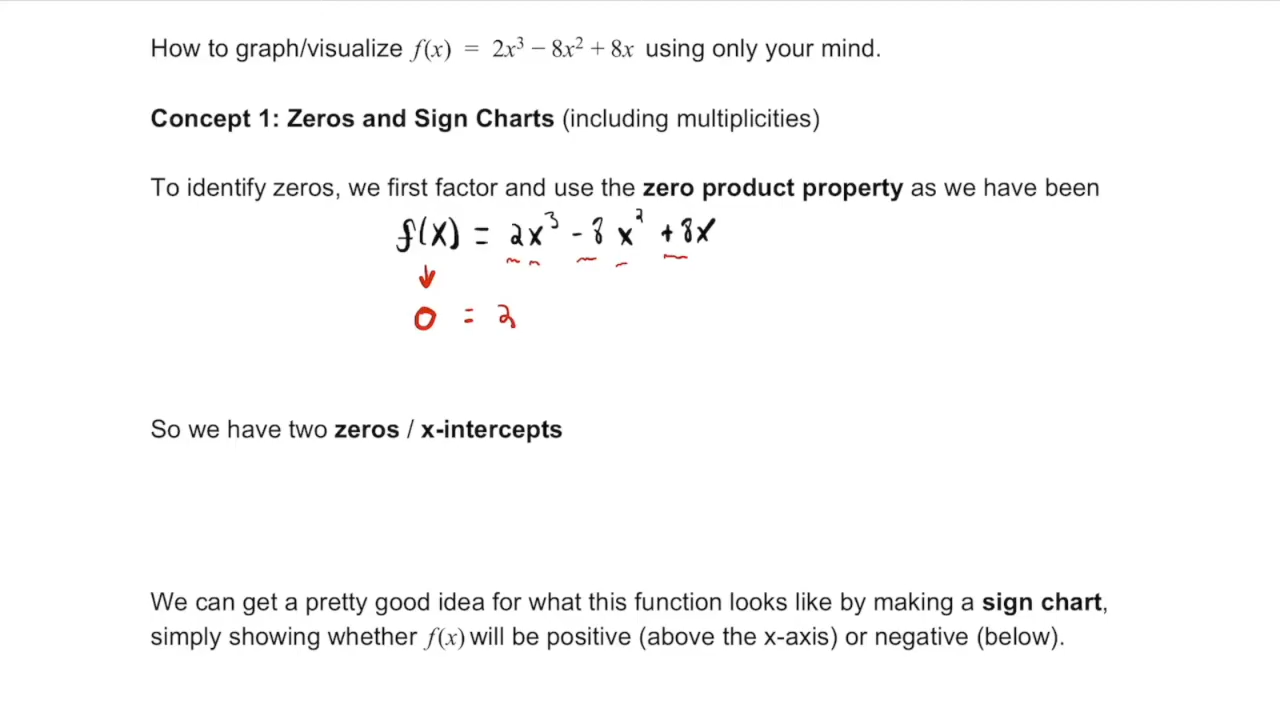 How to graph/visualize f(x) = 2x³ − 8x² + 8x using only your mind.
Concept 1: Zeros and Sign Charts (including multiplicities)
To identify zeros, we first factor and use the zero product property as we have been
f(x) = 2x³ - 8x² + 8x
0 = 2
So we have two zeros / x-intercepts
We can get a pretty good idea for what this function looks like by making a sign chart,
simply showing whether f(x) will be positive (above the x-axis) or negative (below).